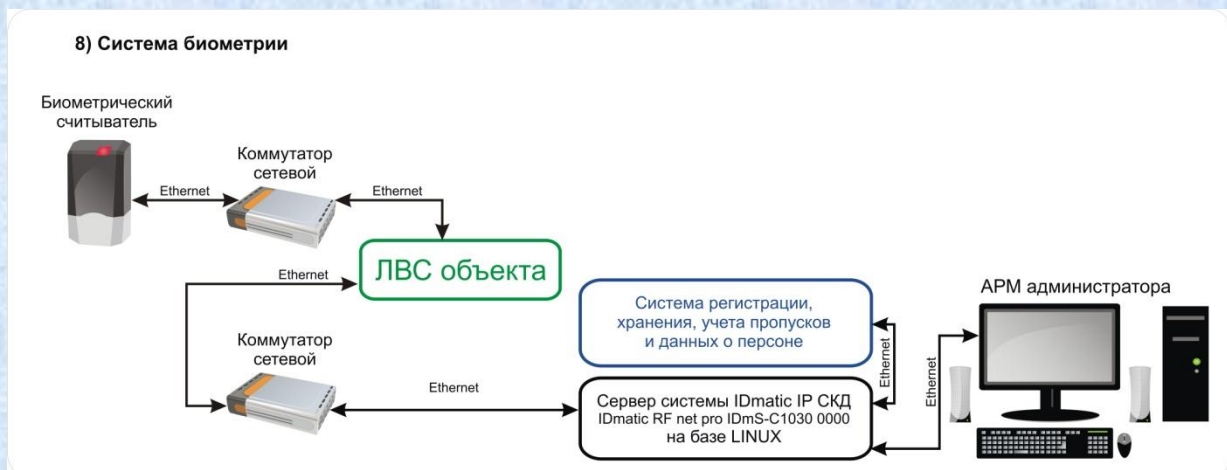 8) Система биометрии
Биометрический
считыватель
Коммутатор
сетевой
Ethernet
Ethernet
ЛВС объекта
Ethernet
Система регистрации,
хранения, учета пропусков
и данных о персоне
АРМ администратора
Коммутатор
сетевой
Ethernet
Сервер системы IDmatic IP СКД
IDmatic RF net pro IDmS-C1030 0000
на базе LINUX
Ethernet
Ethernet